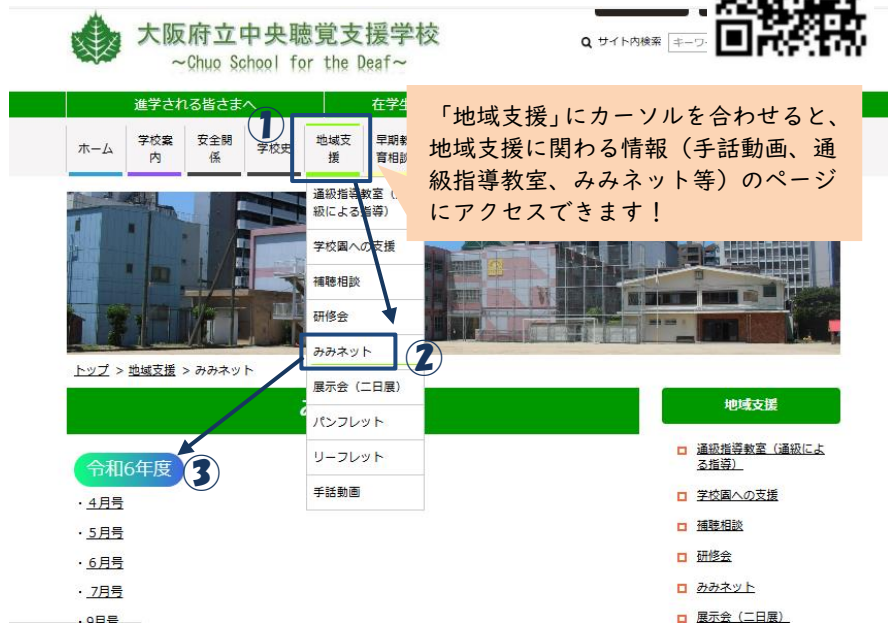 大阪府立中央聴覚支援学校
~Chuo School for the Deaf~
サイト内検索
キーワ
進学される皆さまへ
在学生
①
ホーム
学校案内
安全関係
学校史
地域支援
早期教育相談
「地域支援」にカーソルを合わせると、
地域支援に関わる情報（手話動画、通
級指導教室、みみネット等）のページ
にアクセスできます！
通級指導教室（
級による指導）
学校園への支援
補聴相談
研修会
みみネット
②
展示会（二日展）
パンフレット
リーフレット
手話動画
トップ > 地域支援 > みみネット
令和6年度
③
・4月号
・5月号
・6月号
・7月号
・9月号
地域支援
通級指導教室（通級によ
る指導）
学校園への支援
補聴相談
研修会
みみネット
展示会（二日展）